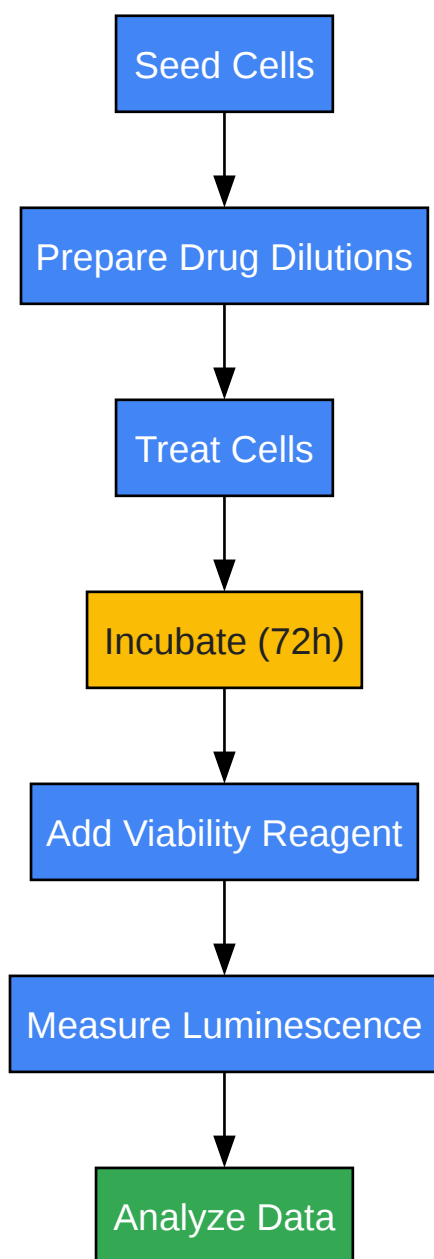 Seed Cells
Prepare Drug Dilutions
Treat Cells
Incubate (72h)
Add Viability Reagent
Measure Luminescence
Analyze Data